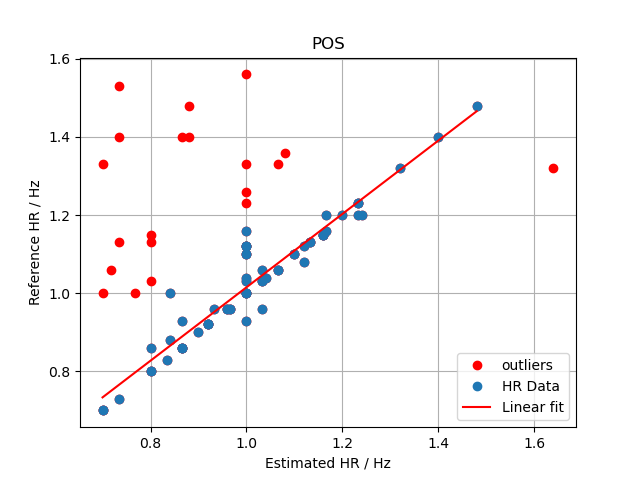 POS
1.6
1.4
1.2
1.0
0.8
Reference HR / Hz
outliers
HR Data
Linear fit
0.8 1.0 1.2 1.4 1.6
Estimated HR / Hz